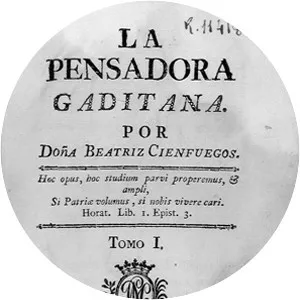 R.11418
LA
PENSADORA
GADITANA.
POR
Doña Beatriz Cienfuegos.
Hoc opus, hoc studium parvi properemus, &
ampli,
Si Patriæ volumus, si nobis vivere cari.
Horat. Lib. 1. Epist. 3.
Tomo I.